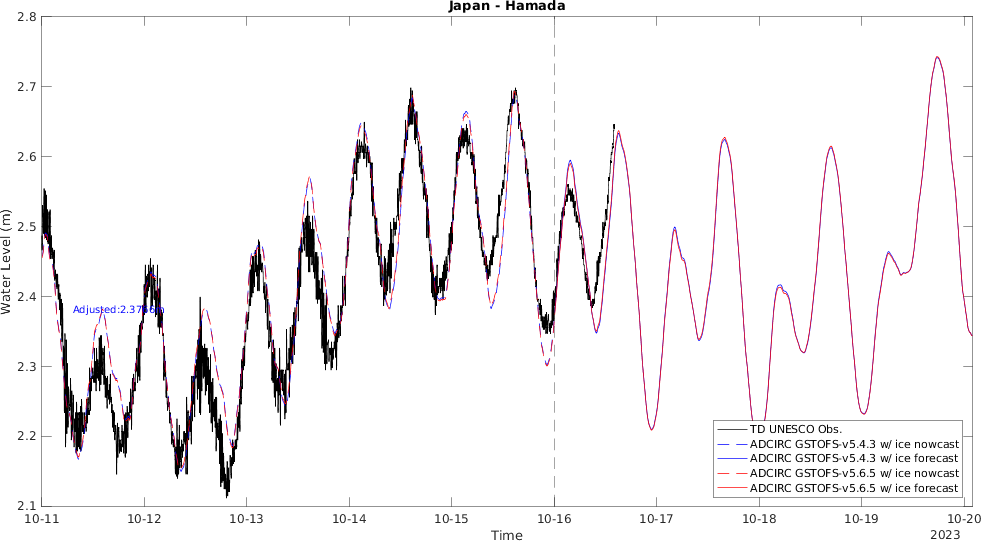 Japan - Hamada
2.8
2.7
2.6
2.5
2.4
2.3
2.2
2.1
Water Level (m)
TD UNESCO Obs.
ADCIRC GSTOFS-v5.4.3 w/ ice nowcast
ADCIRC GSTOFS-v5.4.3 w/ ice forecast
ADCIRC GSTOFS-v5.6.5 w/ ice nowcast
ADCIRC GSTOFS-v5.6.5 w/ ice forecast
10-11 10-12 10-13 10-14 10-15 10-16 10-17 10-18 10-19 10-20
Time
2023